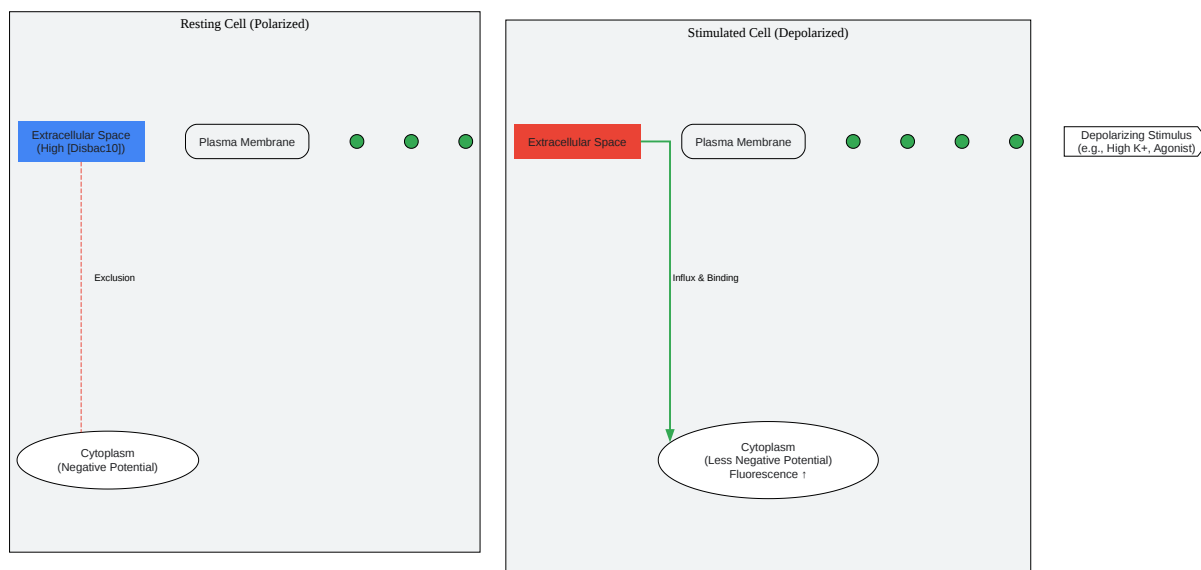 Resting Cell (Polarized)
Extracellular Space
(High [Disbac10])
Plasma Membrane
Exclusion
Cytoplasm
(Negative Potential)
Stimulated Cell (Depolarized)
Extracellular Space
Plasma Membrane
Influx & Binding
Cytoplasm
(Less Negative Potential)
Fluorescence ↑
Depolarizing Stimulus
(e.g., High K+, Agonist)